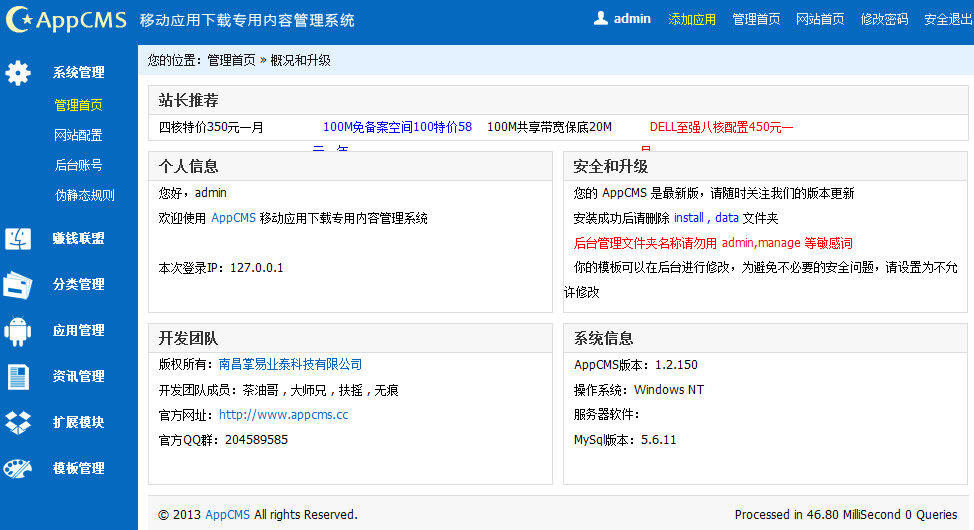 AppCMS 移动应用下载专用内容管理系统
admin 添加应用 管理首页 网站首页 修改密码 安全退出
系统管理
管理首页
网站配置
后台账号
伪静态规则
赚钱联盟
分类管理
应用管理
资讯管理
扩展模块
模板管理
您的位置：管理首页 » 概况和升级
站长推荐
四核特价350元一月 100M免备案空间100特价58 100M共享带宽保底20M DELL至强八核配置450元一
元一年 月
个人信息
您好，admin
欢迎使用 AppCMS 移动应用下载专用内容管理系统
本次登录IP：127.0.0.1
安全和升级
您的 AppCMS 是最新版，请随时关注我们的版本更新
安装成功后请删除 install , data 文件夹
后台管理文件夹名称请勿用 admin,manage 等敏感词
你的模板可以在后台进行修改，为避免不必要的安全问题，请设置为不允
许修改
开发团队
版权所有：南昌掌易业泰科技有限公司
开发团队成员：茶油哥，大师兄，扶摇，无痕
官方网址：http://www.appcms.cc
官方QQ群：204589585
系统信息
AppCMS版本：1.2.150
操作系统：Windows NT
服务器软件：
MySql版本：5.6.11
© 2013 AppCMS All rights Reserved.
Processed in 46.80 MilliSecond 0 Queries